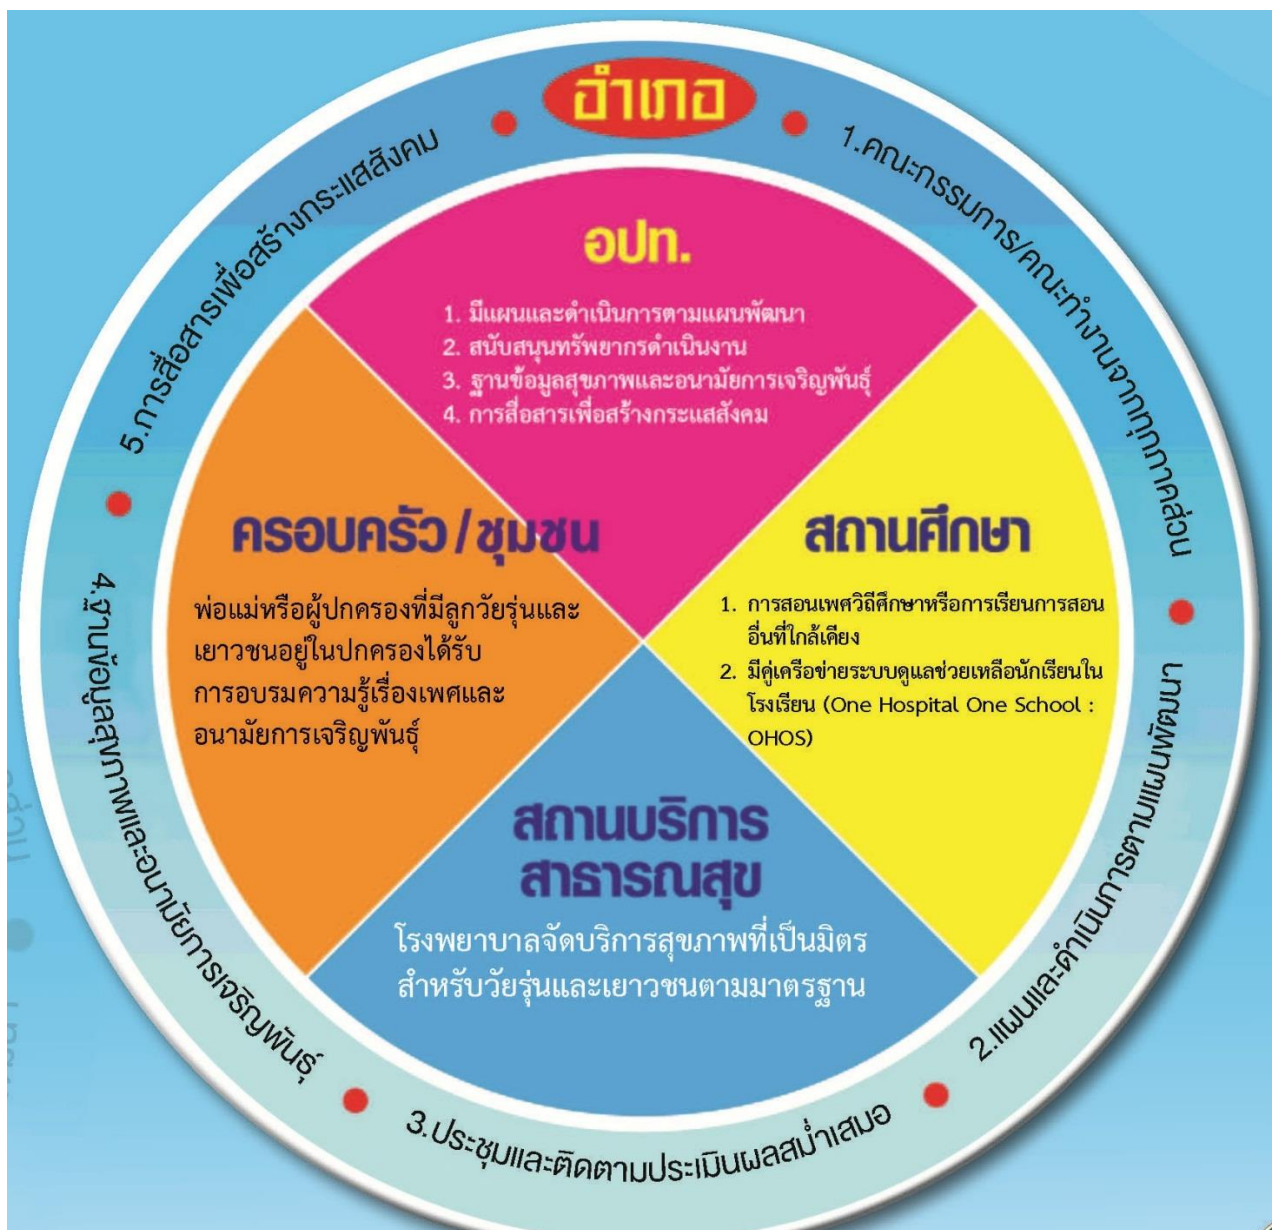 อำเภอ
1.คณะกรรมการ/คณะทำงานจากทุกภาคส่วน
2.แผนและดำเนินการตามแผนพัฒนา
3.ประชุมและติดตามประเมินผลสม่ำเสมอ
4.ฐานข้อมูลสุขภาพและอนามัยการเจริญพันธุ์
5.การสื่อสารเพื่อสร้างกระแสสังคม
อปท.
1. มีแผนและดำเนินการตามแผนพัฒนา
2. สนับสนุนทรัพยากรดำเนินงาน
3. ฐานข้อมูลสุขภาพและอนามัยการเจริญพันธุ์
4. การสื่อสารเพื่อสร้างกระแสสังคม
ครอบครัว/ชุมชน
พ่อแม่หรือผู้ปกครองที่มีลูกวัยรุ่นและ
เยาวชนอยู่ในปกครองได้รับ
การอบรมความรู้เรื่องเพศและ
อนามัยการเจริญพันธุ์
สถานศึกษา
1. การสอนเพศวิถีศึกษาหรือการเรียนการสอน
อื่นที่ใกล้เคียง
2. มีคู่เครือข่ายระบบดูแลช่วยเหลือนักเรียนใน
โรงเรียน (One Hospital One School :
OHOS)
สถานบริการ
สาธารณสุข
โรงพยาบาลจัดบริการสุขภาพที่เป็นมิตร
สำหรับวัยรุ่นและเยาวชนตามมาตรฐาน